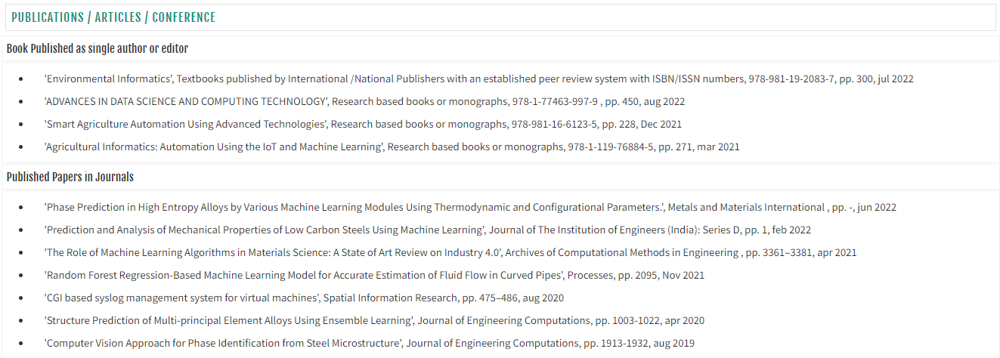 PUBLICATIONS / ARTICLES / CONFERENCE
Book Published as single author or editor
'Environmental Informatics', Textbooks published by International /National Publishers with an established peer review system with ISBN/ISSN numbers, 978-981-19-2083-7, pp. 300, jul 2022
'ADVANCES IN DATA SCIENCE AND COMPUTING TECHNOLOGY', Research based books or monographs, 978-1-77463-997-9 , pp. 450, aug 2022
'Smart Agriculture Automation Using Advanced Technologies', Research based books or monographs, 978-981-16-6123-5, pp. 228, Dec 2021
'Agricultural Informatics: Automation Using the IoT and Machine Learning', Research based books or monographs, 978-1-119-76884-5, pp. 271, mar 2021
Published Papers in Journals
'Phase Prediction in High Entropy Alloys by Various Machine Learning Modules Using Thermodynamic and Configurational Parameters.', Metals and Materials International , pp. -, jun 2022
'Prediction and Analysis of Mechanical Properties of Low Carbon Steels Using Machine Learning', Journal of The Institution of Engineers (India): Series D, pp. 1, feb 2022
'The Role of Machine Learning Algorithms in Materials Science: A State of Art Review on Industry 4.0', Archives of Computational Methods in Engineering , pp. 3361–3381, apr 2021
'Random Forest Regression-Based Machine Learning Model for Accurate Estimation of Fluid Flow in Curved Pipes', Processes, pp. 2095, Nov 2021
'CGI based syslog management system for virtual machines', Spatial Information Research, pp. 475–486, aug 2020
'Structure Prediction of Multi-principal Element Alloys Using Ensemble Learning', Journal of Engineering Computations, pp. 1003-1022, apr 2020
'Computer Vision Approach for Phase Identification from Steel Microstructure', Journal of Engineering Computations, pp. 1913-1932, aug 2019